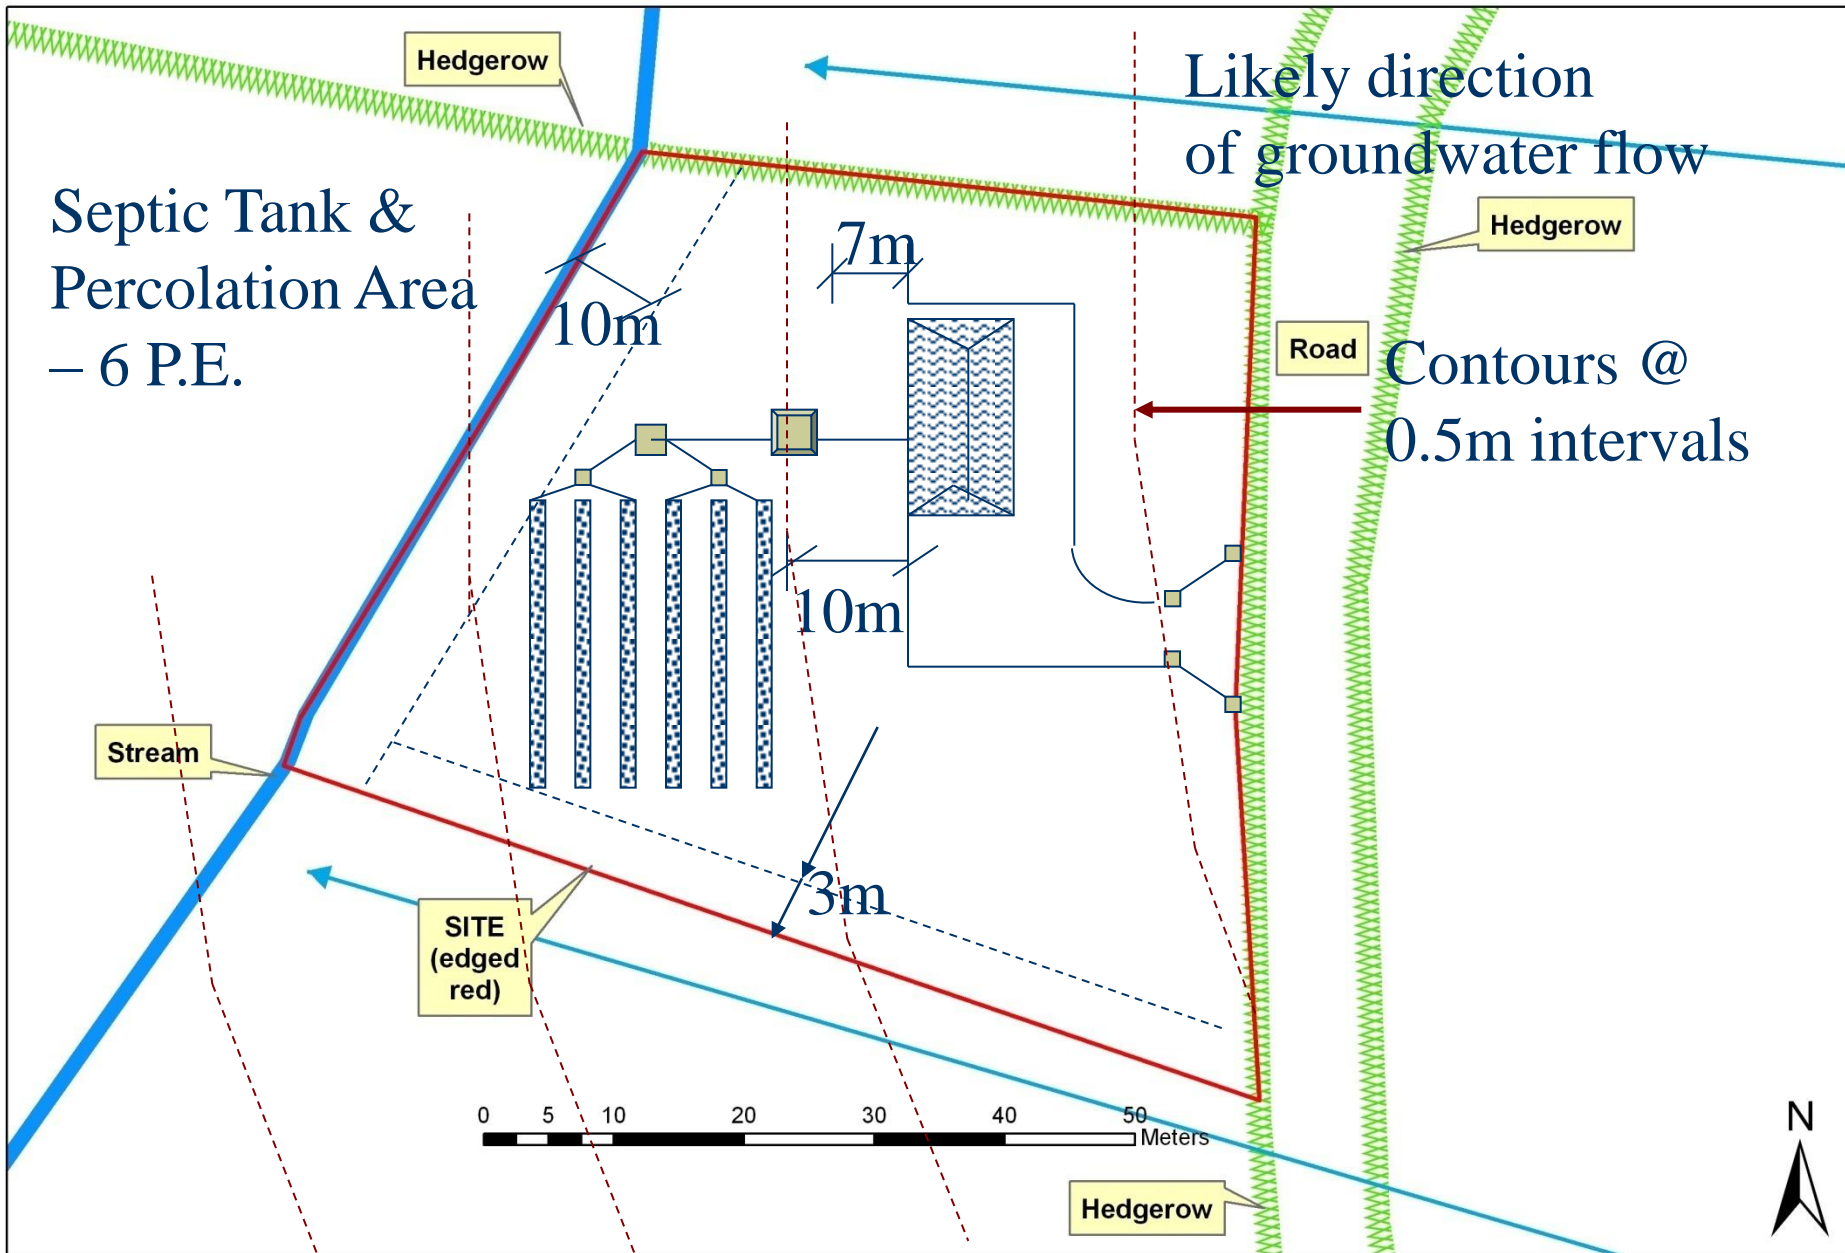 Hedgerow
Likely direction
of groundwater flow
Septic Tank &
Percolation Area
– 6 P.E.
Hedgerow
7m
10m
Road
Contours @
0.5m intervals
10m
Stream
3m
SITE
(edged
red)
0 5 10 20 30 40 50
Meters
N
Hedgerow